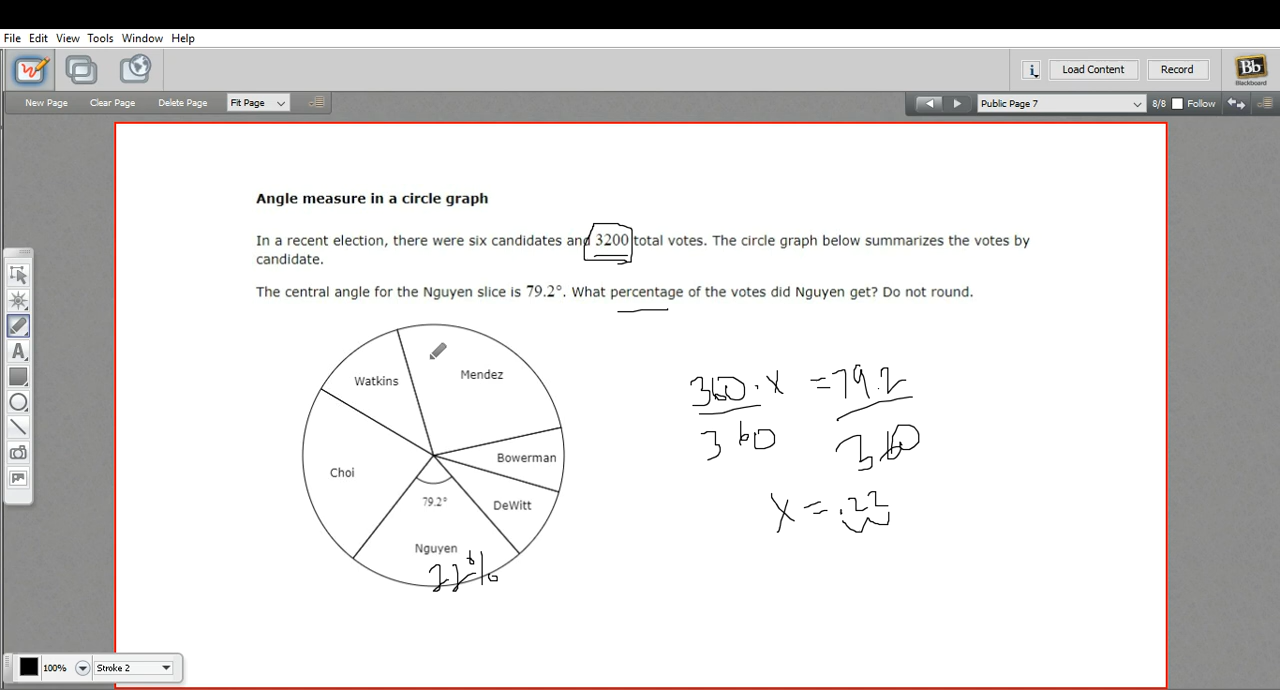 File Edit View Tools Window Help
i Load Content Record Bb
Blackboard
New Page Clear Page Delete Page Fit Page Public Page 7 8/8 Follow
Angle measure in a circle graph
In a recent election, there were six candidates and 3200 total votes. The circle graph below summarizes the votes by
candidate.
The central angle for the Nguyen slice is 79.2°. What percentage of the votes did Nguyen get? Do not round.
Watkins
Mendez
Choi
Bowerman
79.2°
DeWitt
Nguyen
22%
360 · x = 79.2
360 360
x = .22
A
100% Stroke 2